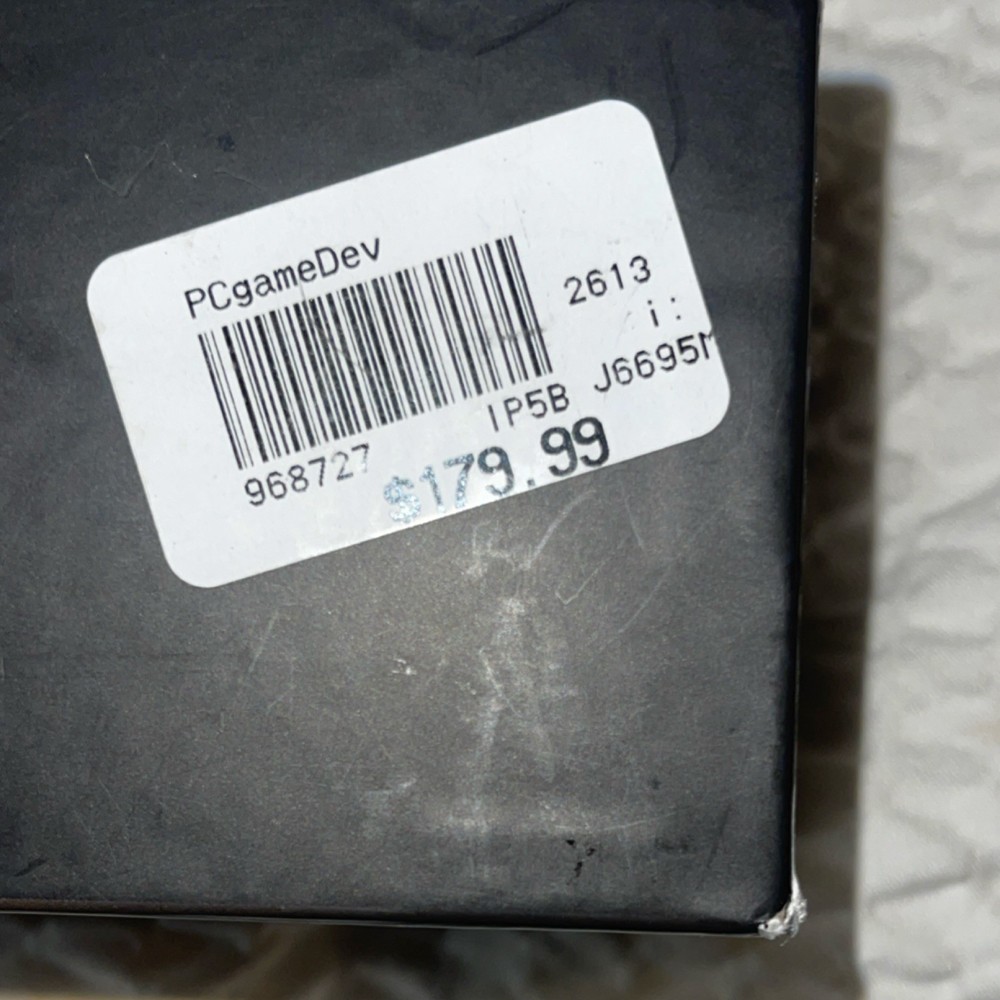 PCgameDev
2613
i:
968727 IP5B J6695M
$179.99